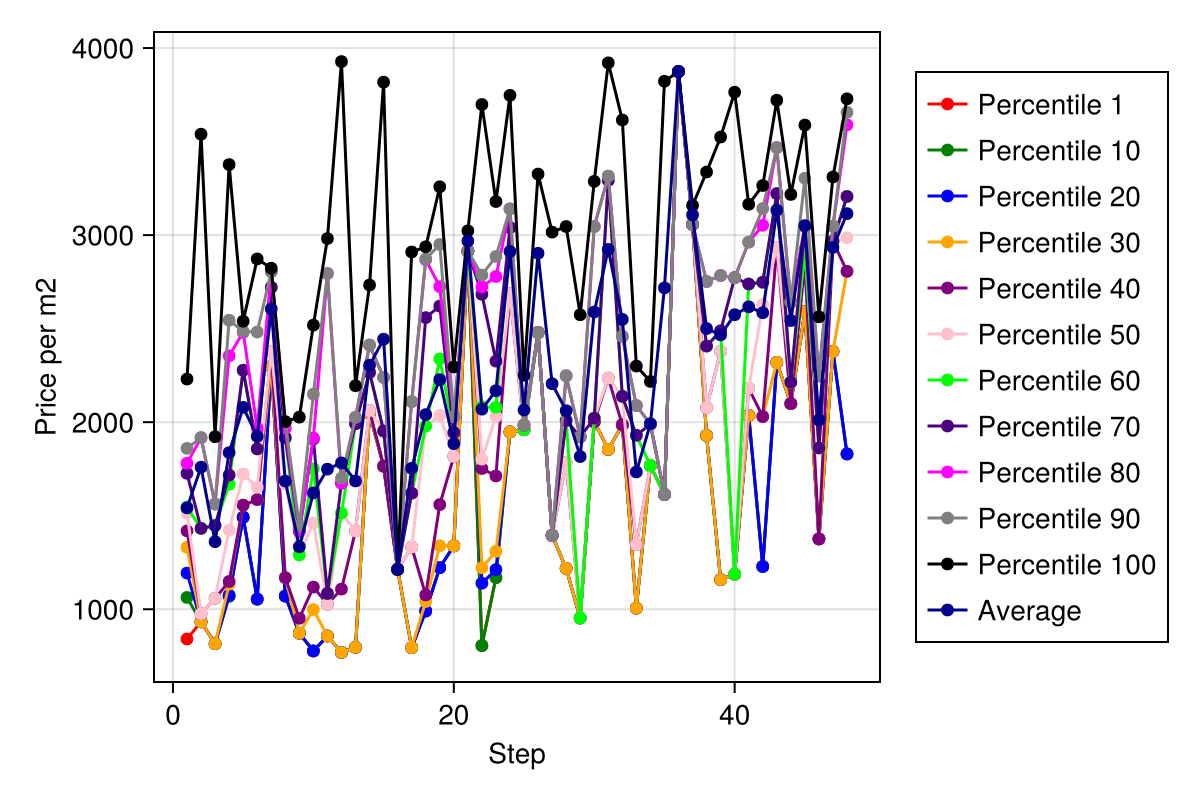 4000
3000
2000
1000
Price per m2
0
20
40
Step
Percentile 1
Percentile 10
Percentile 20
Percentile 30
Percentile 40
Percentile 50
Percentile 60
Percentile 70
Percentile 80
Percentile 90
Percentile 100
Average